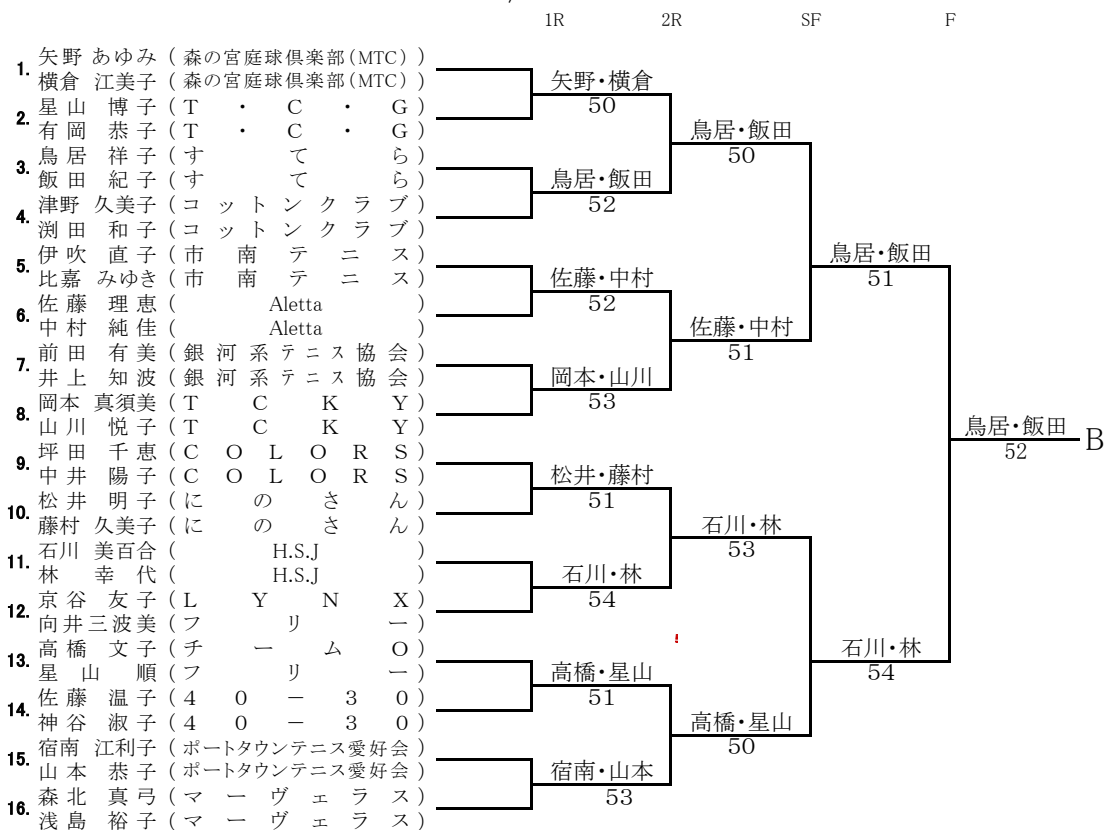 1R 2R SF F
1. 矢野 あゆみ (森の宮庭球倶楽部(MTC))
横倉 江美子 (森の宮庭球倶楽部(MTC))
2. 星山 博子 (T・C・G)
有岡 恭子 (T・C・G)
3. 鳥居 祥子 (すてら)
飯田 紀子 (すてら)
4. 津野 久美子 (コットンクラブ)
渕田 和子 (コットンクラブ)
5. 伊吹 直子 (市南テニス)
比嘉 みゆき (市南テニス)
6. 佐藤 理恵 (Aletta)
中村 純佳 (Aletta)
7. 前田 有美 (銀河系テニス協会)
井上 知波 (銀河系テニス協会)
8. 岡本 真須美 (TCKY)
山川 悦子 (TCKY)
9. 坪田 千恵 (COLORS)
中井 陽子 (COLORS)
10. 松井 明子 (にのさん)
藤村 久美子 (にのさん)
11. 石川 美百合 (H.S.J)
林 幸代 (H.S.J)
12. 京谷 友子 (LYNX)
向井三波美 (フリー)
13. 高橋 文子 (チームO)
星山 順 (フリー)
14. 佐藤 温子 (40－30)
神谷 淑子 (40－30)
15. 宿南 江利子 (ポートタウンテニス愛好会)
山本 恭子 (ポートタウンテニス愛好会)
16. 森北 真弓 (マーヴェラス)
浅島 裕子 (マーヴェラス)
矢野・横倉
50
鳥居・飯田
52
佐藤・中村
52
岡本・山川
53
松井・藤村
51
石川・林
54
高橋・星山
51
宿南・山本
53
鳥居・飯田
50
佐藤・中村
51
石川・林
53
高橋・星山
50
鳥居・飯田
51
石川・林
54
鳥居・飯田
52
B